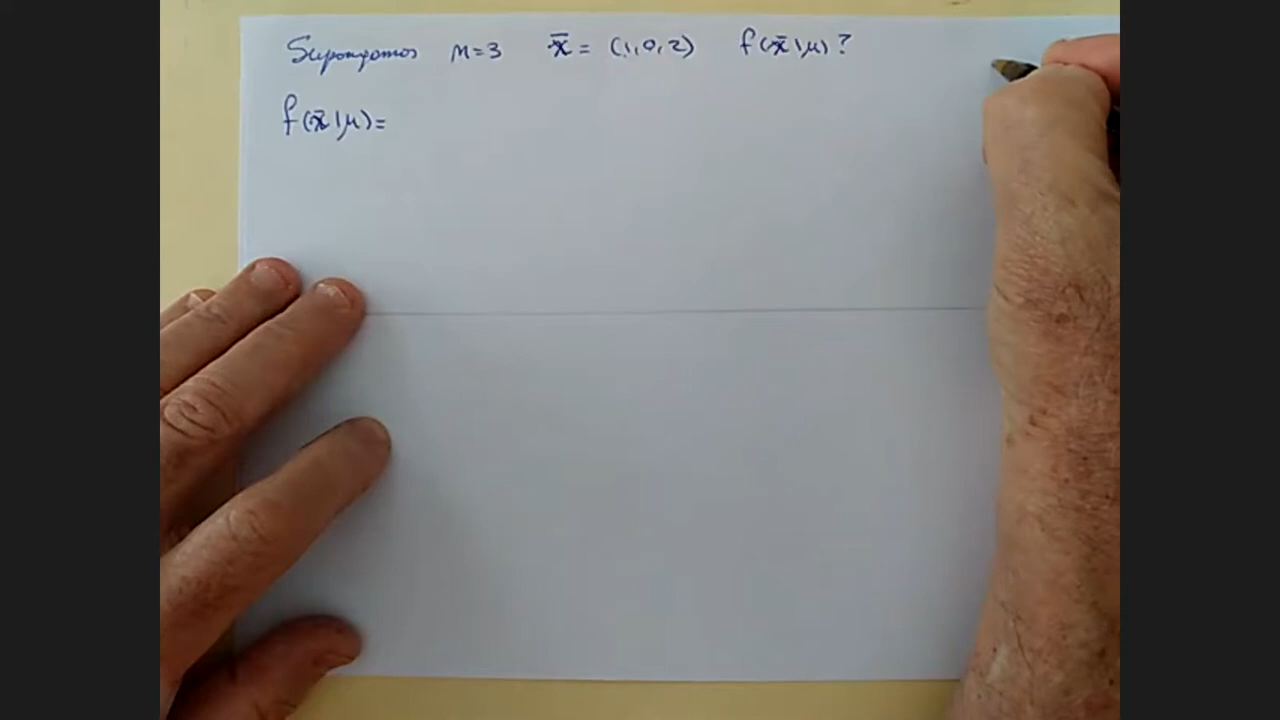 Supongamos n=3 x̄ = (1,0,2) f(x̄|μ)?
f(x̄|μ)=